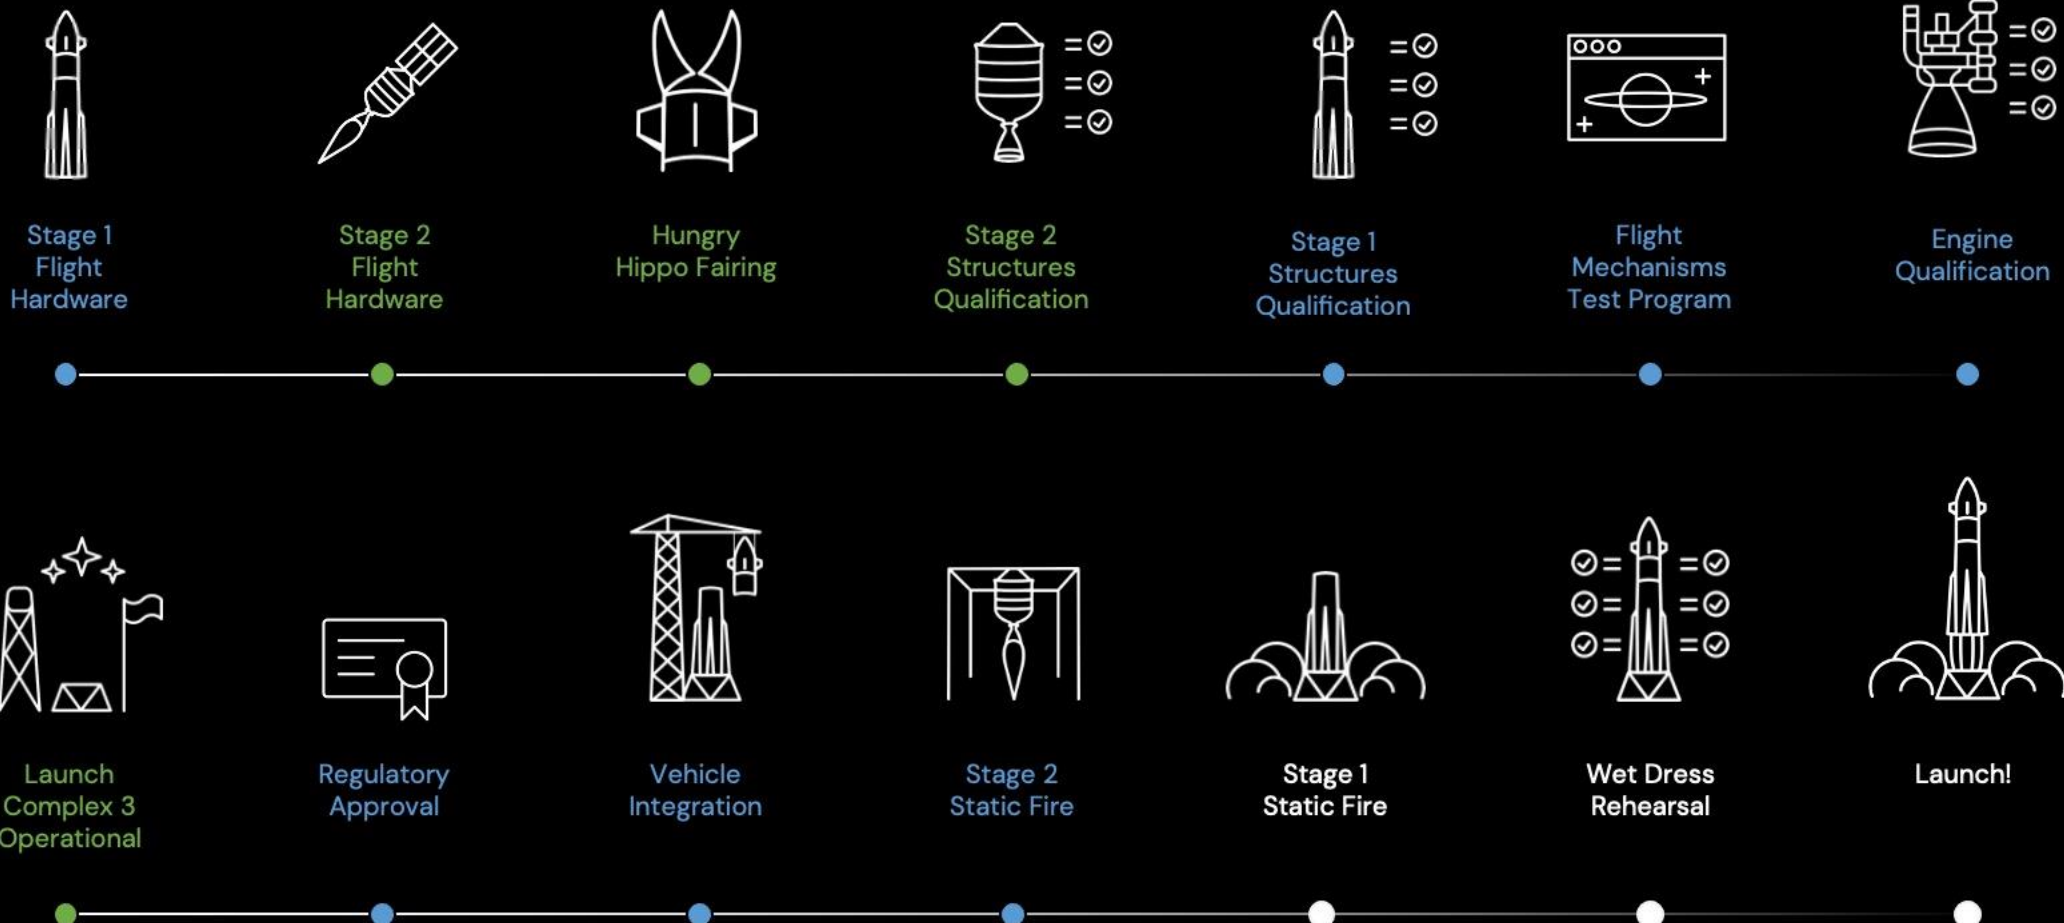 Stage 1
Flight
Hardware
Stage 2
Flight
Hardware
Hungry
Hippo Fairing
Stage 2
Structures
Qualification
Stage 1
Structures
Qualification
Flight
Mechanisms
Test Program
Engine
Qualification
Launch
Complex 3
Operational
Regulatory
Approval
Vehicle
Integration
Stage 2
Static Fire
Stage 1
Static Fire
Wet Dress
Rehearsal
Launch!